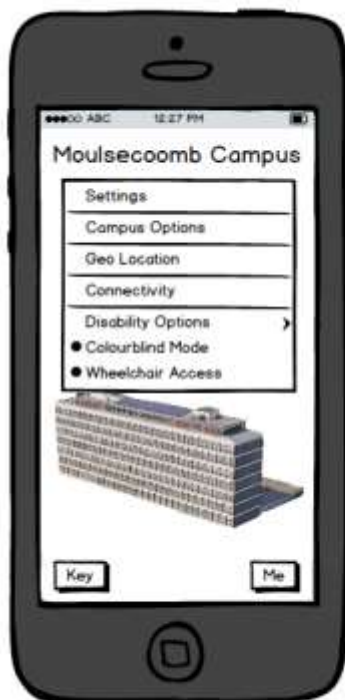 ABC 12:27 PM
Moulsecoomb Campus
Settings
Campus Options
Geo Location
Connectivity
Disability Options
Colourblind Mode
Wheelchair Access
Key Me